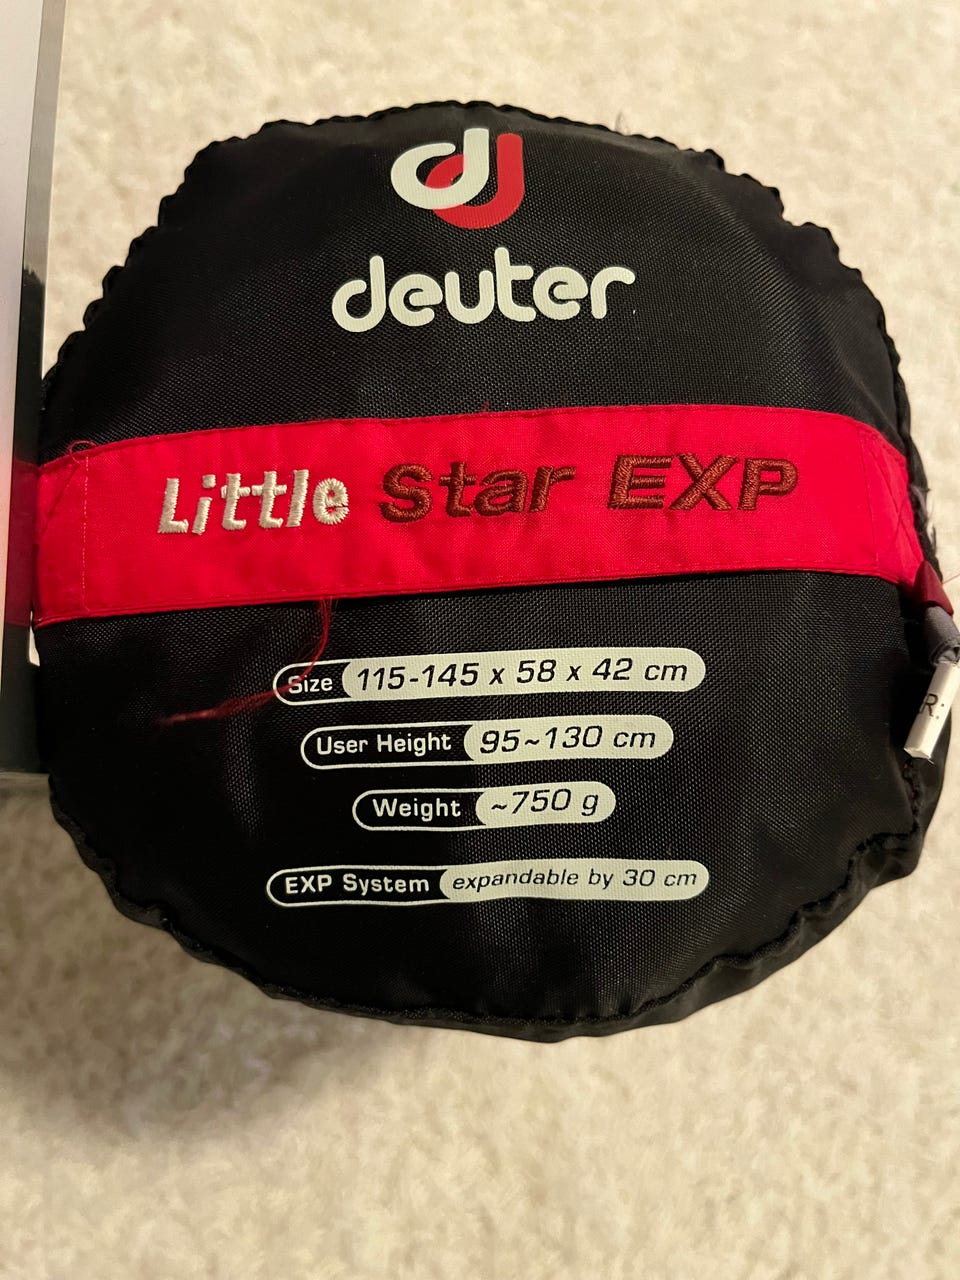 deuter
Little Star EXP
Size 115-145 x 58 x 42 cm
User Height 95~130 cm
Weight ~750 g
EXP System expandable by 30 cm
R: